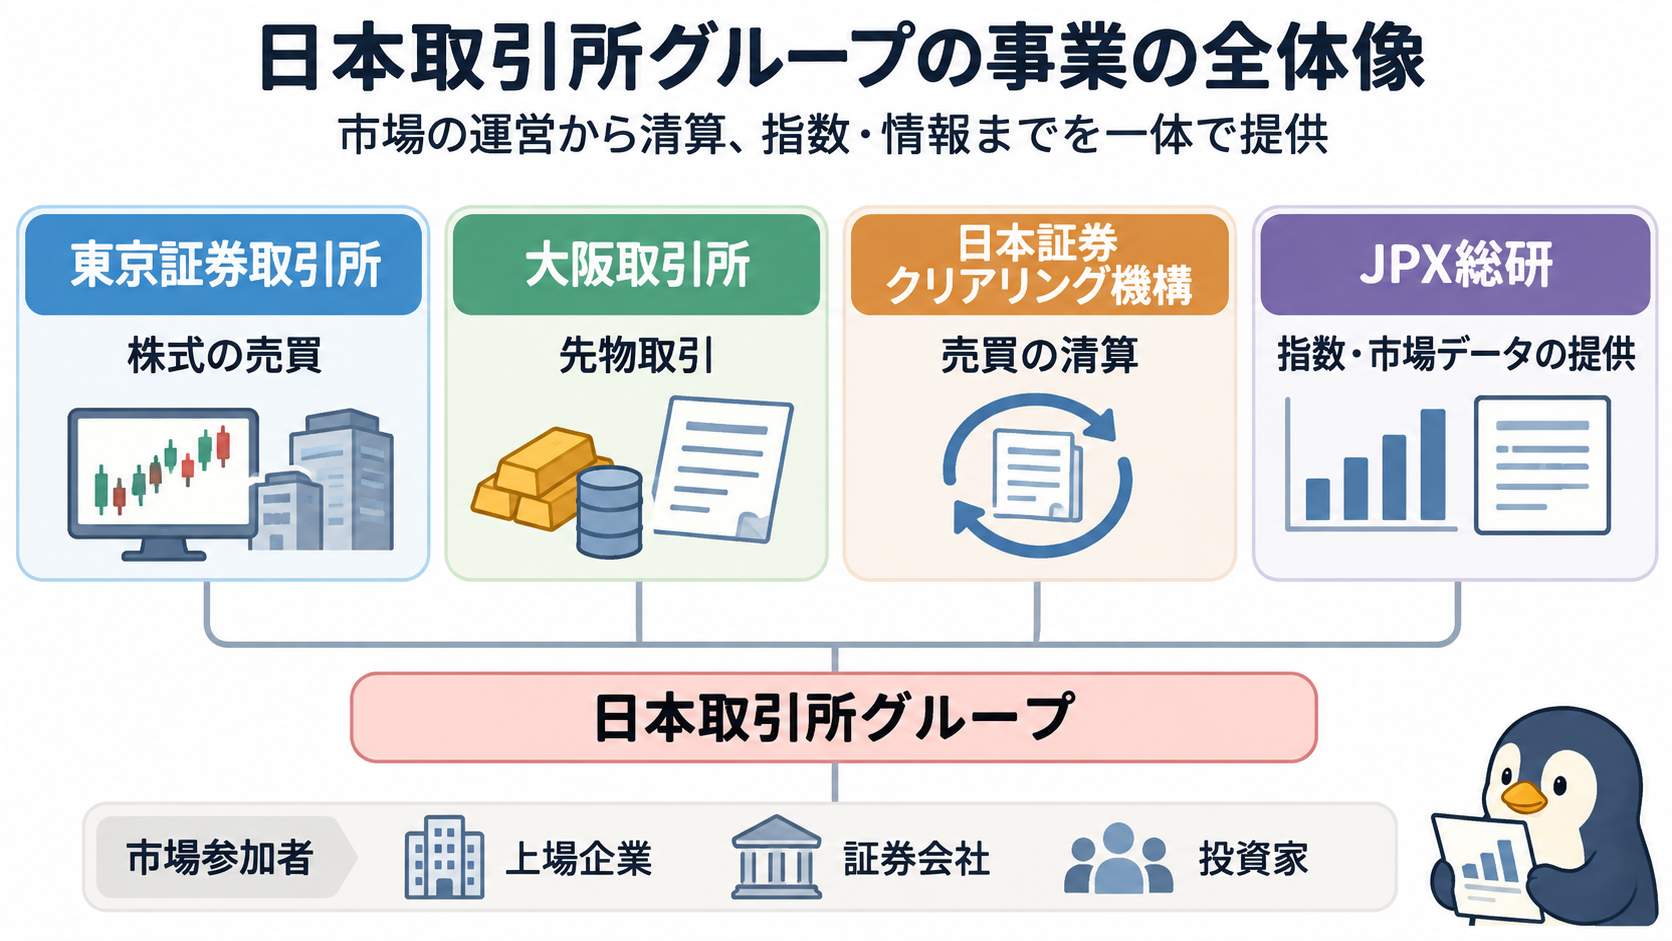 日本取引所グループの事業の全体像
市場の運営から清算、指数・情報までを一体で提供
東京証券取引所
株式の売買
大阪取引所
先物取引
日本証券
クリアリング機構
売買の清算
JPX総研
指数・市場データの提供
日本取引所グループ
市場参加者
上場企業
証券会社
投資家